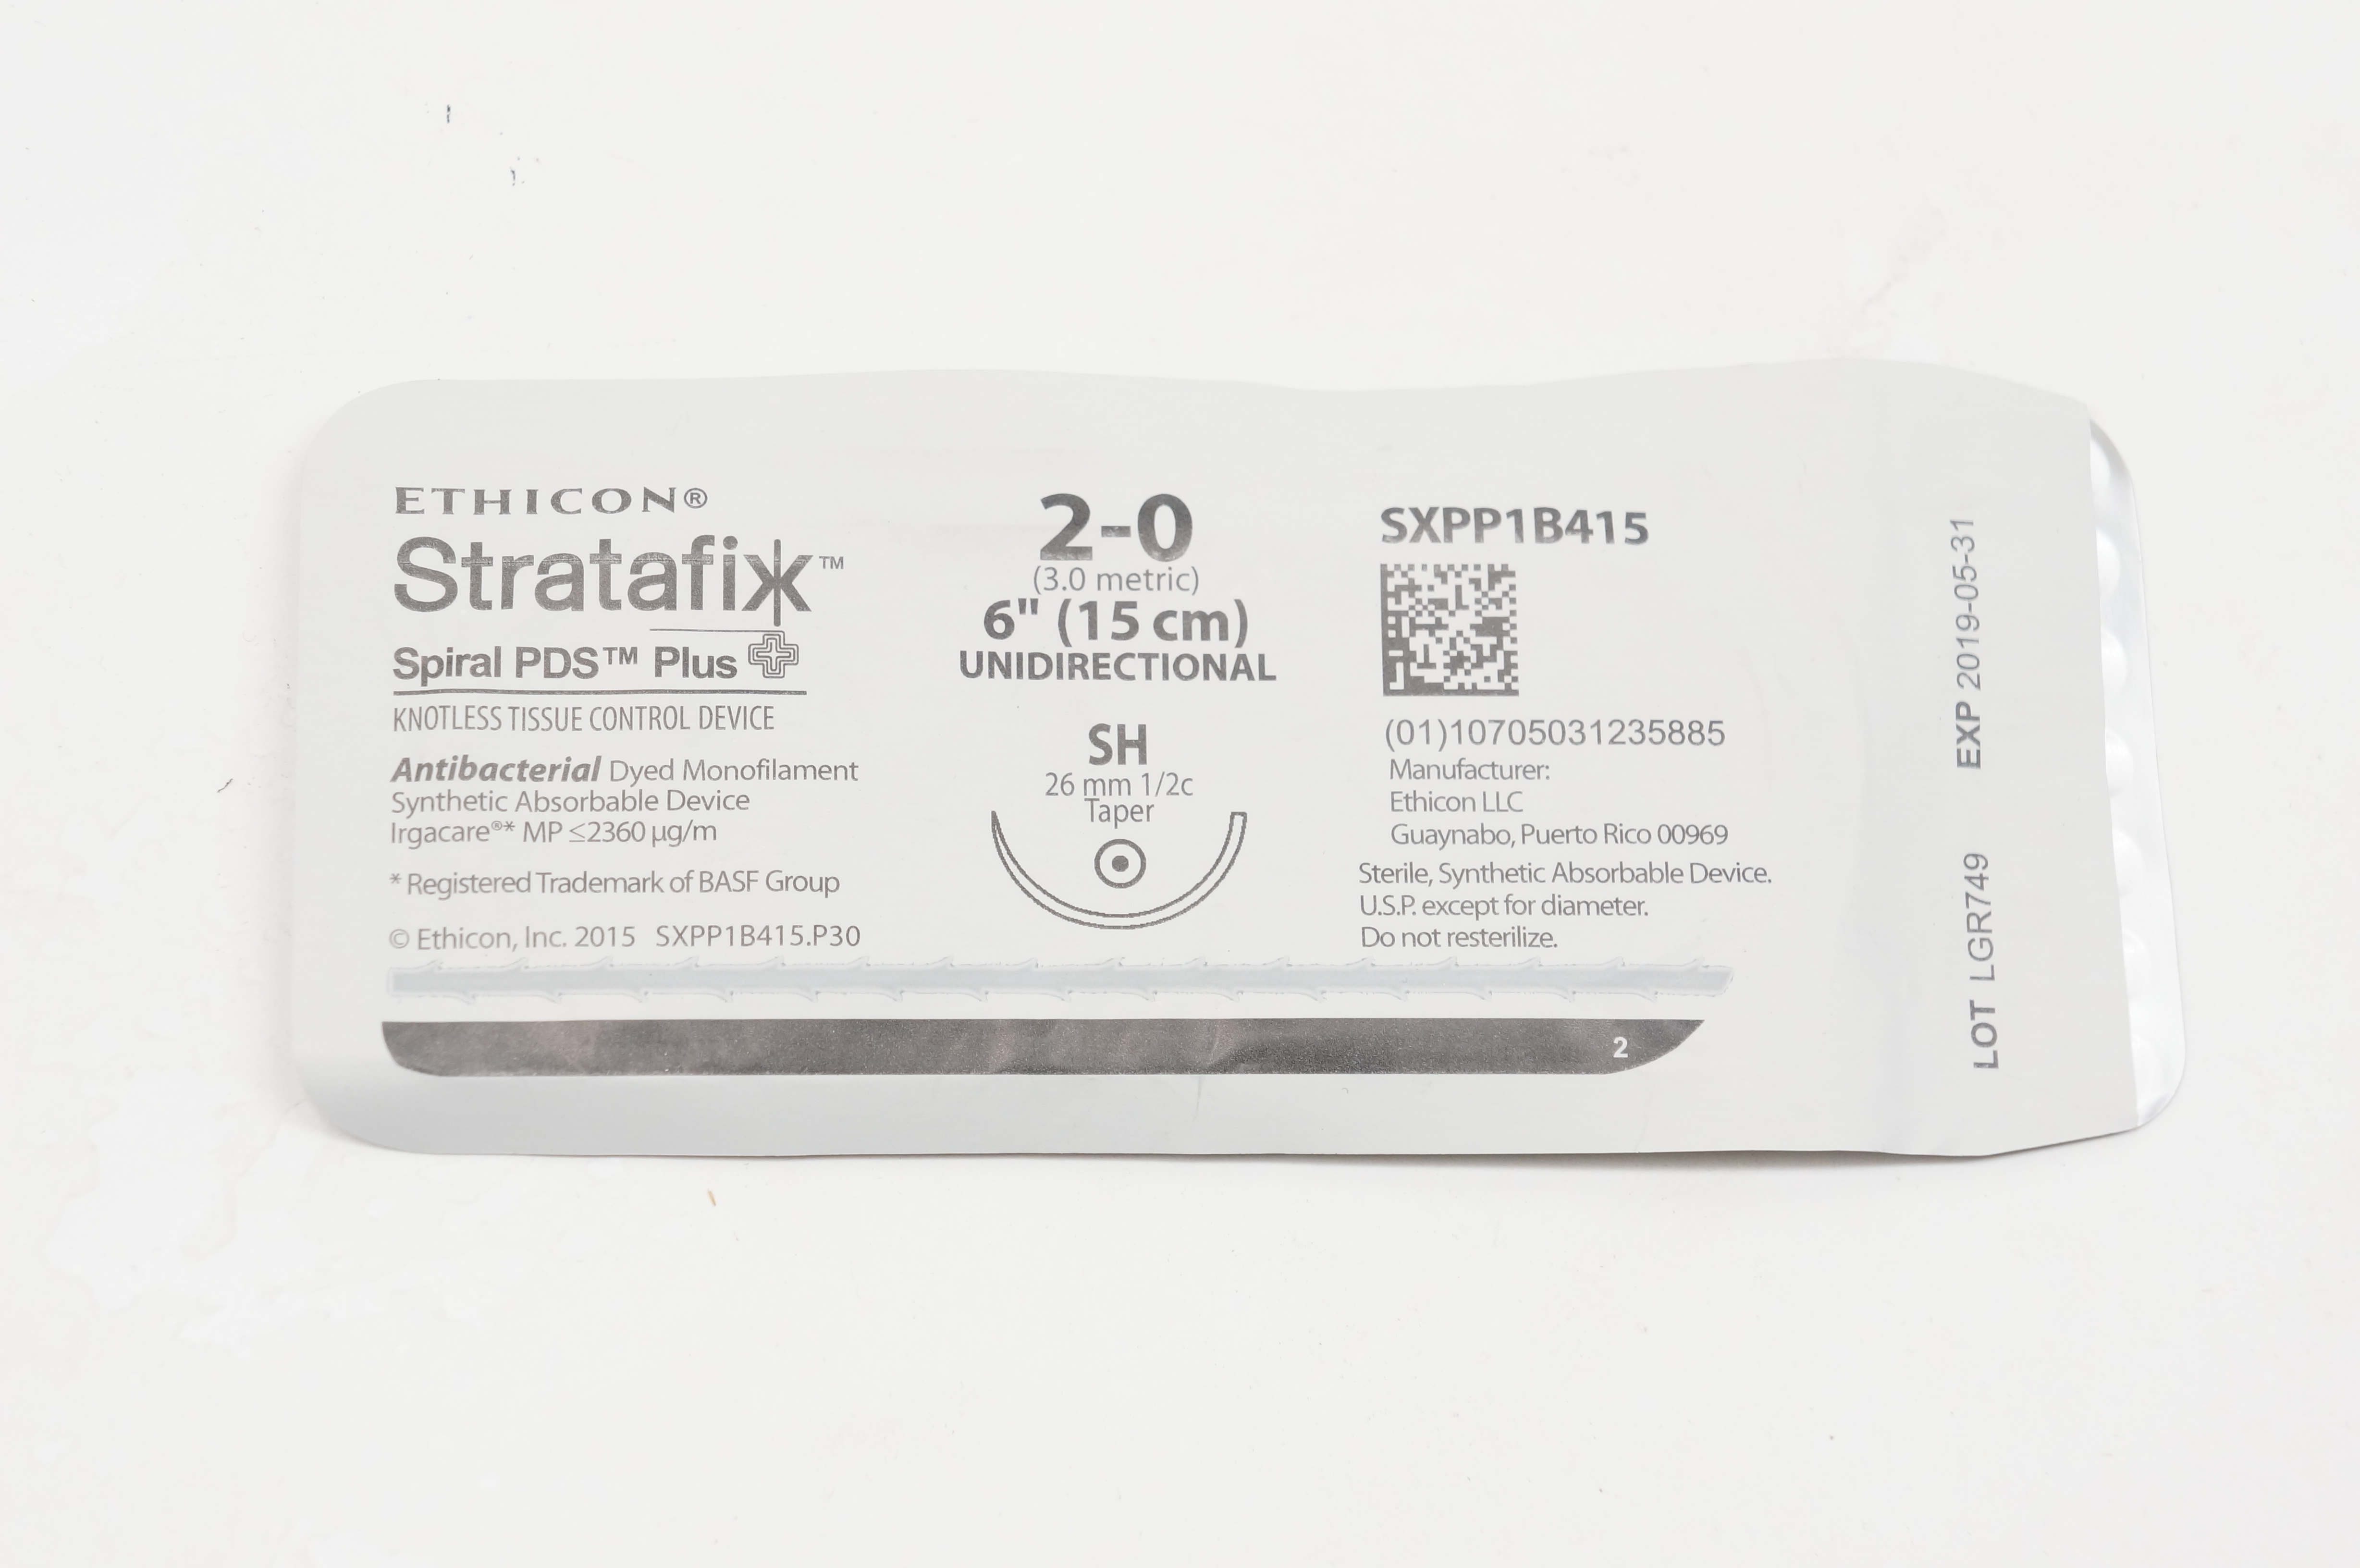 ETHICON®
Stratafix™
Spiral PDS™ Plus
KNOTLESS TISSUE CONTROL DEVICE
Antibacterial Dyed Monofilament
Synthetic Absorbable Device
Irgacare®* MP ≤2360 µg/m
* Registered Trademark of BASF Group
© Ethicon, Inc. 2015 SXPP1B415.P30
2-0
(3.0 metric)
6" (15 cm)
UNIDIRECTIONAL
SH
26 mm 1/2c
Taper
SXPP1B415
(01)10705031235885
Manufacturer:
Ethicon LLC
Guaynabo, Puerto Rico 00969
Sterile, Synthetic Absorbable Device.
U.S.P. except for diameter.
Do not resterilize.
2
LOT LGR749 EXP 2019-05-31